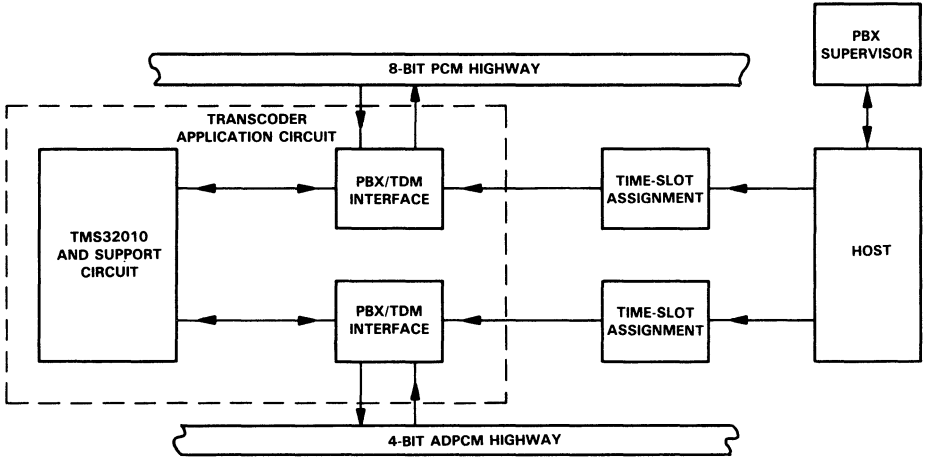 PBX
SUPERVISOR
8-BIT PCM HIGHWAY
TRANSCODER
APPLICATION CIRCUIT
PBX/TDM
INTERFACE
TIME-SLOT
ASSIGNMENT
TMS32010
AND SUPPORT
CIRCUIT
HOST
PBX/TDM
INTERFACE
TIME-SLOT
ASSIGNMENT
4-BIT ADPCM HIGHWAY